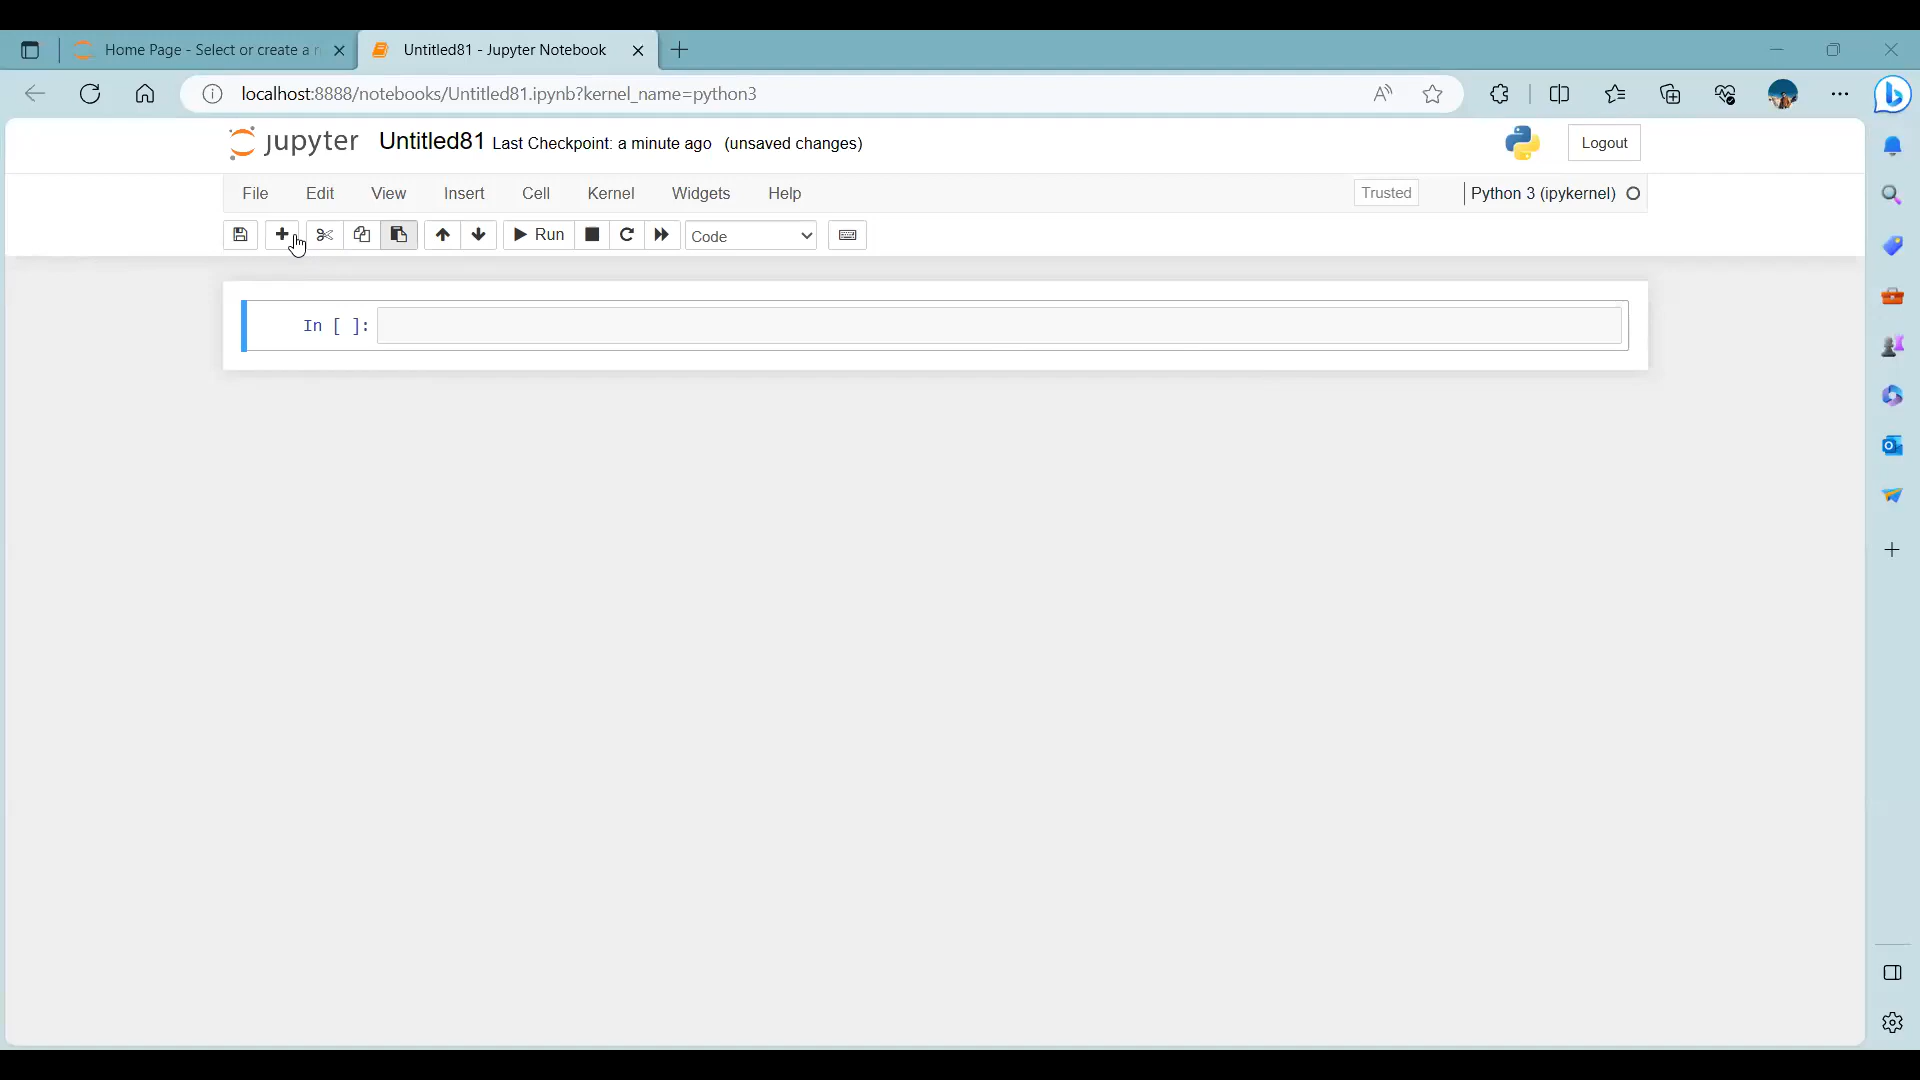 Home Page - Select or create a
Untitled81 - Jupyter Notebook
localhost:8888/notebooks/Untitled81.ipynb?kernel_name=python3
jupyter Untitled81 Last Checkpoint: a minute ago (unsaved changes)
Logout
File Edit View Insert Cell Kernel Widgets Help
Trusted
Python 3 (ipykernel)
Run
Code
In [ ]: